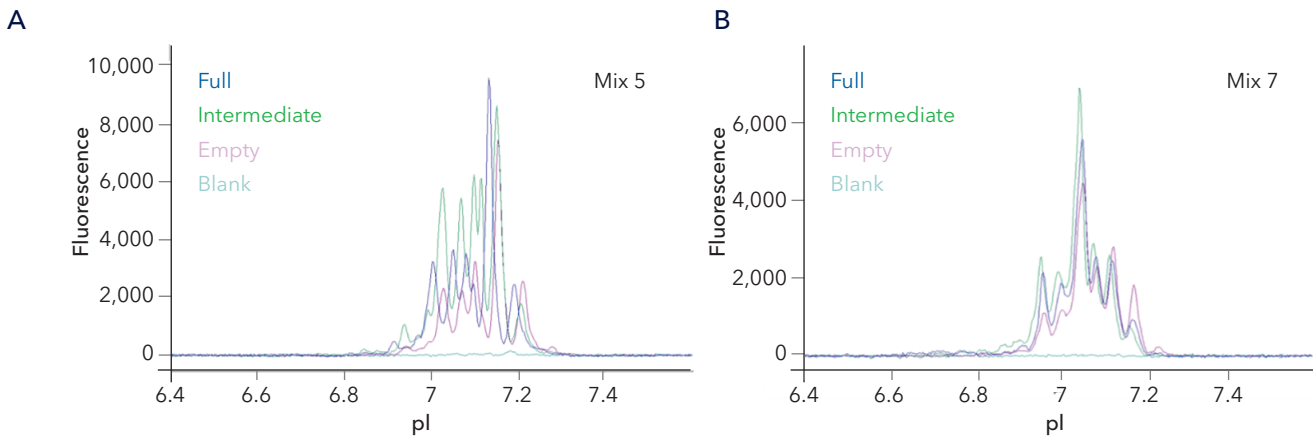 A
Fluorescence
10,000
8,000
6,000
4,000
2,000
0
Full
Intermediate
Empty
Blank
Mix 5
6.4 6.6 6.8 7 7.2 7.4
pI
B
Fluorescence
6,000
4,000
2,000
0
Full
Intermediate
Empty
Blank
Mix 7
6.4 6.6 6.8 7 7.2 7.4
pI